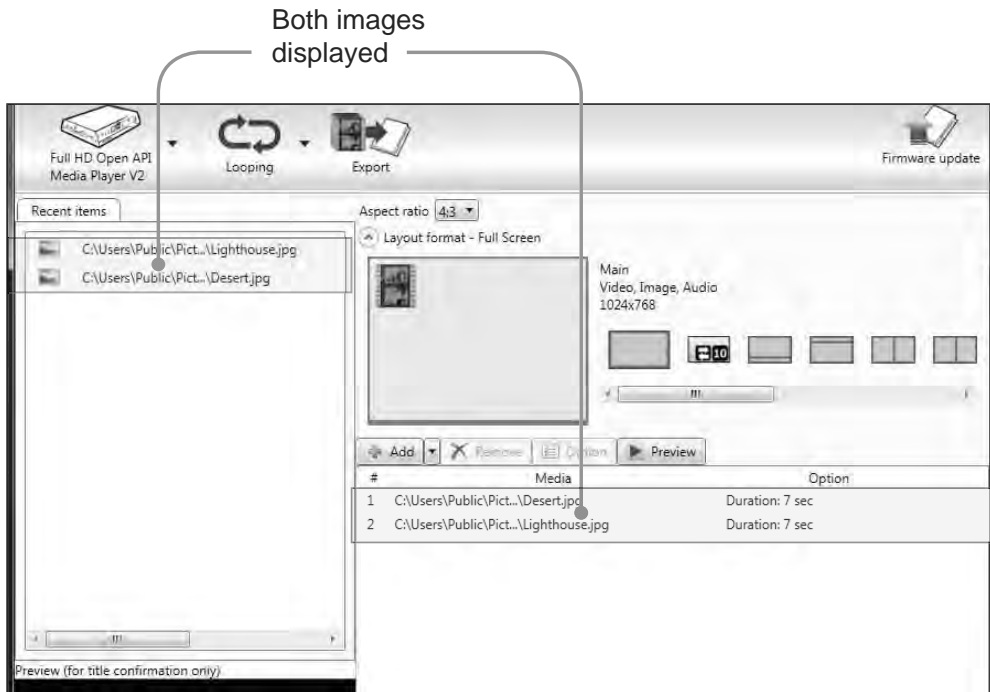 Both images
displayed
Full HD Open API
Media Player V2
Looping
Export
Firmware update
Recent items
C:\Users\Public\Pict...\Lighthouse.jpg
C:\Users\Public\Pict...\Desert.jpg
Aspect ratio 4:3
Layout format - Full Screen
Main
Video, Image, Audio
1024x768
10
Add Remove Option Preview
# Media Option
1 C:\Users\Public\Pict...\Desert.jpg Duration: 7 sec
2 C:\Users\Public\Pict...\Lighthouse.jpg Duration: 7 sec
Preview (for title confirmation only)